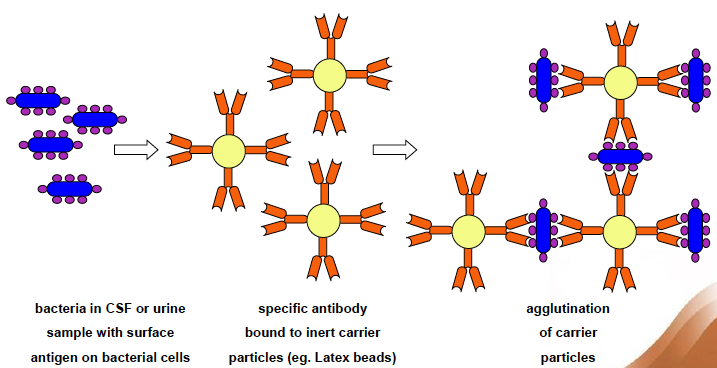 bacteria in CSF or urine
sample with surface
antigen on bacterial cells
specific antibody
bound to inert carrier
particles (eg. Latex beads)
agglutination
of carrier
particles